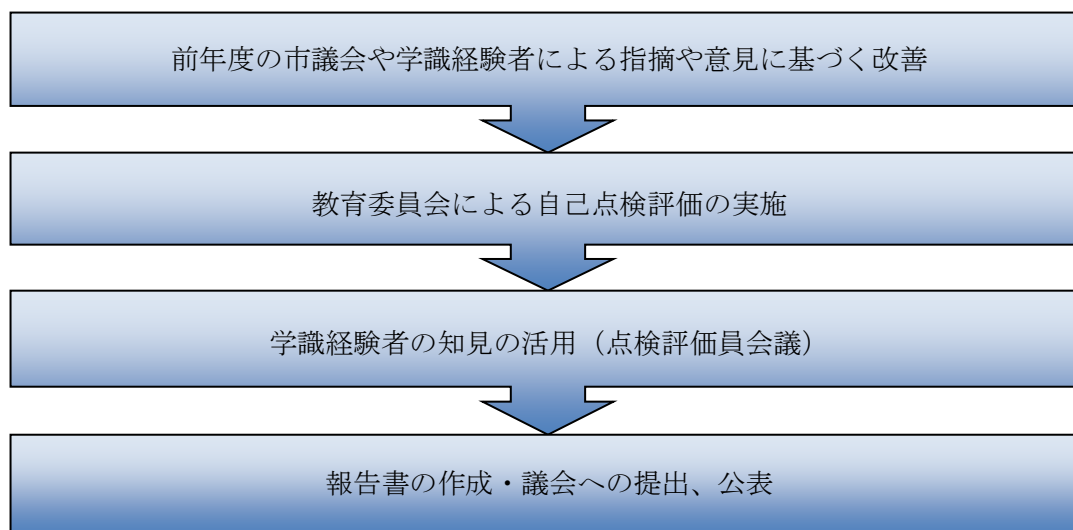 前年度の市議会や学識経験者による指摘や意見に基づく改善
教育委員会による自己点検評価の実施
学識経験者の知見の活用（点検評価員会議）
報告書の作成・議会への提出、公表